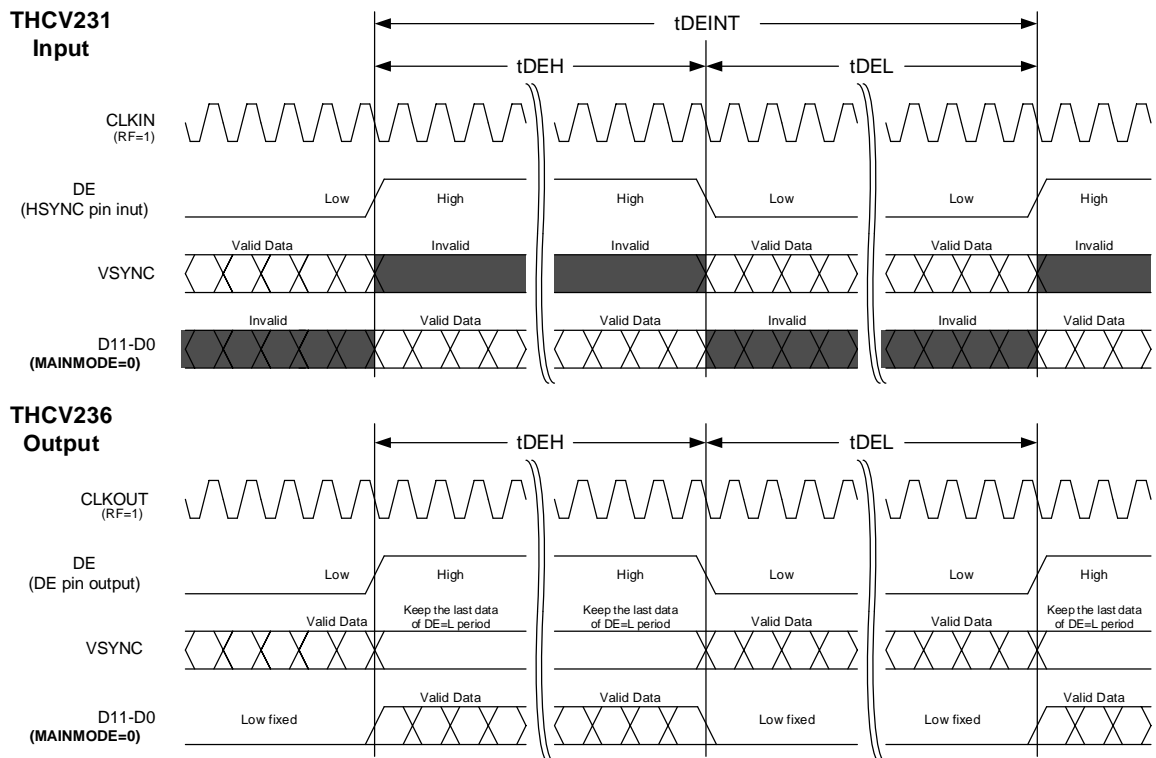 THCV231
Input
tDEINT
tDEH
tDEL
CLKIN
(RF=1)
DE
(HSYNC pin inut)
Low
High
High
Low
Low
High
Valid Data
Invalid
Invalid
Valid Data
Valid Data
Invalid
VSYNC
Invalid
Valid Data
Valid Data
Invalid
Invalid
Valid Data
D11-D0
(MAINMODE=0)
THCV236
Output
tDEH
tDEL
CLKOUT
(RF=1)
DE
(DE pin output)
Low
High
High
Low
Low
High
Valid Data
Keep the last data
of DE=L period
Keep the last data
of DE=L period
Valid Data
Valid Data
Keep the last data
of DE=L period
VSYNC
Valid Data
Valid Data
Valid Data
D11-D0
(MAINMODE=0)
Low fixed
Low fixed
Low fixed